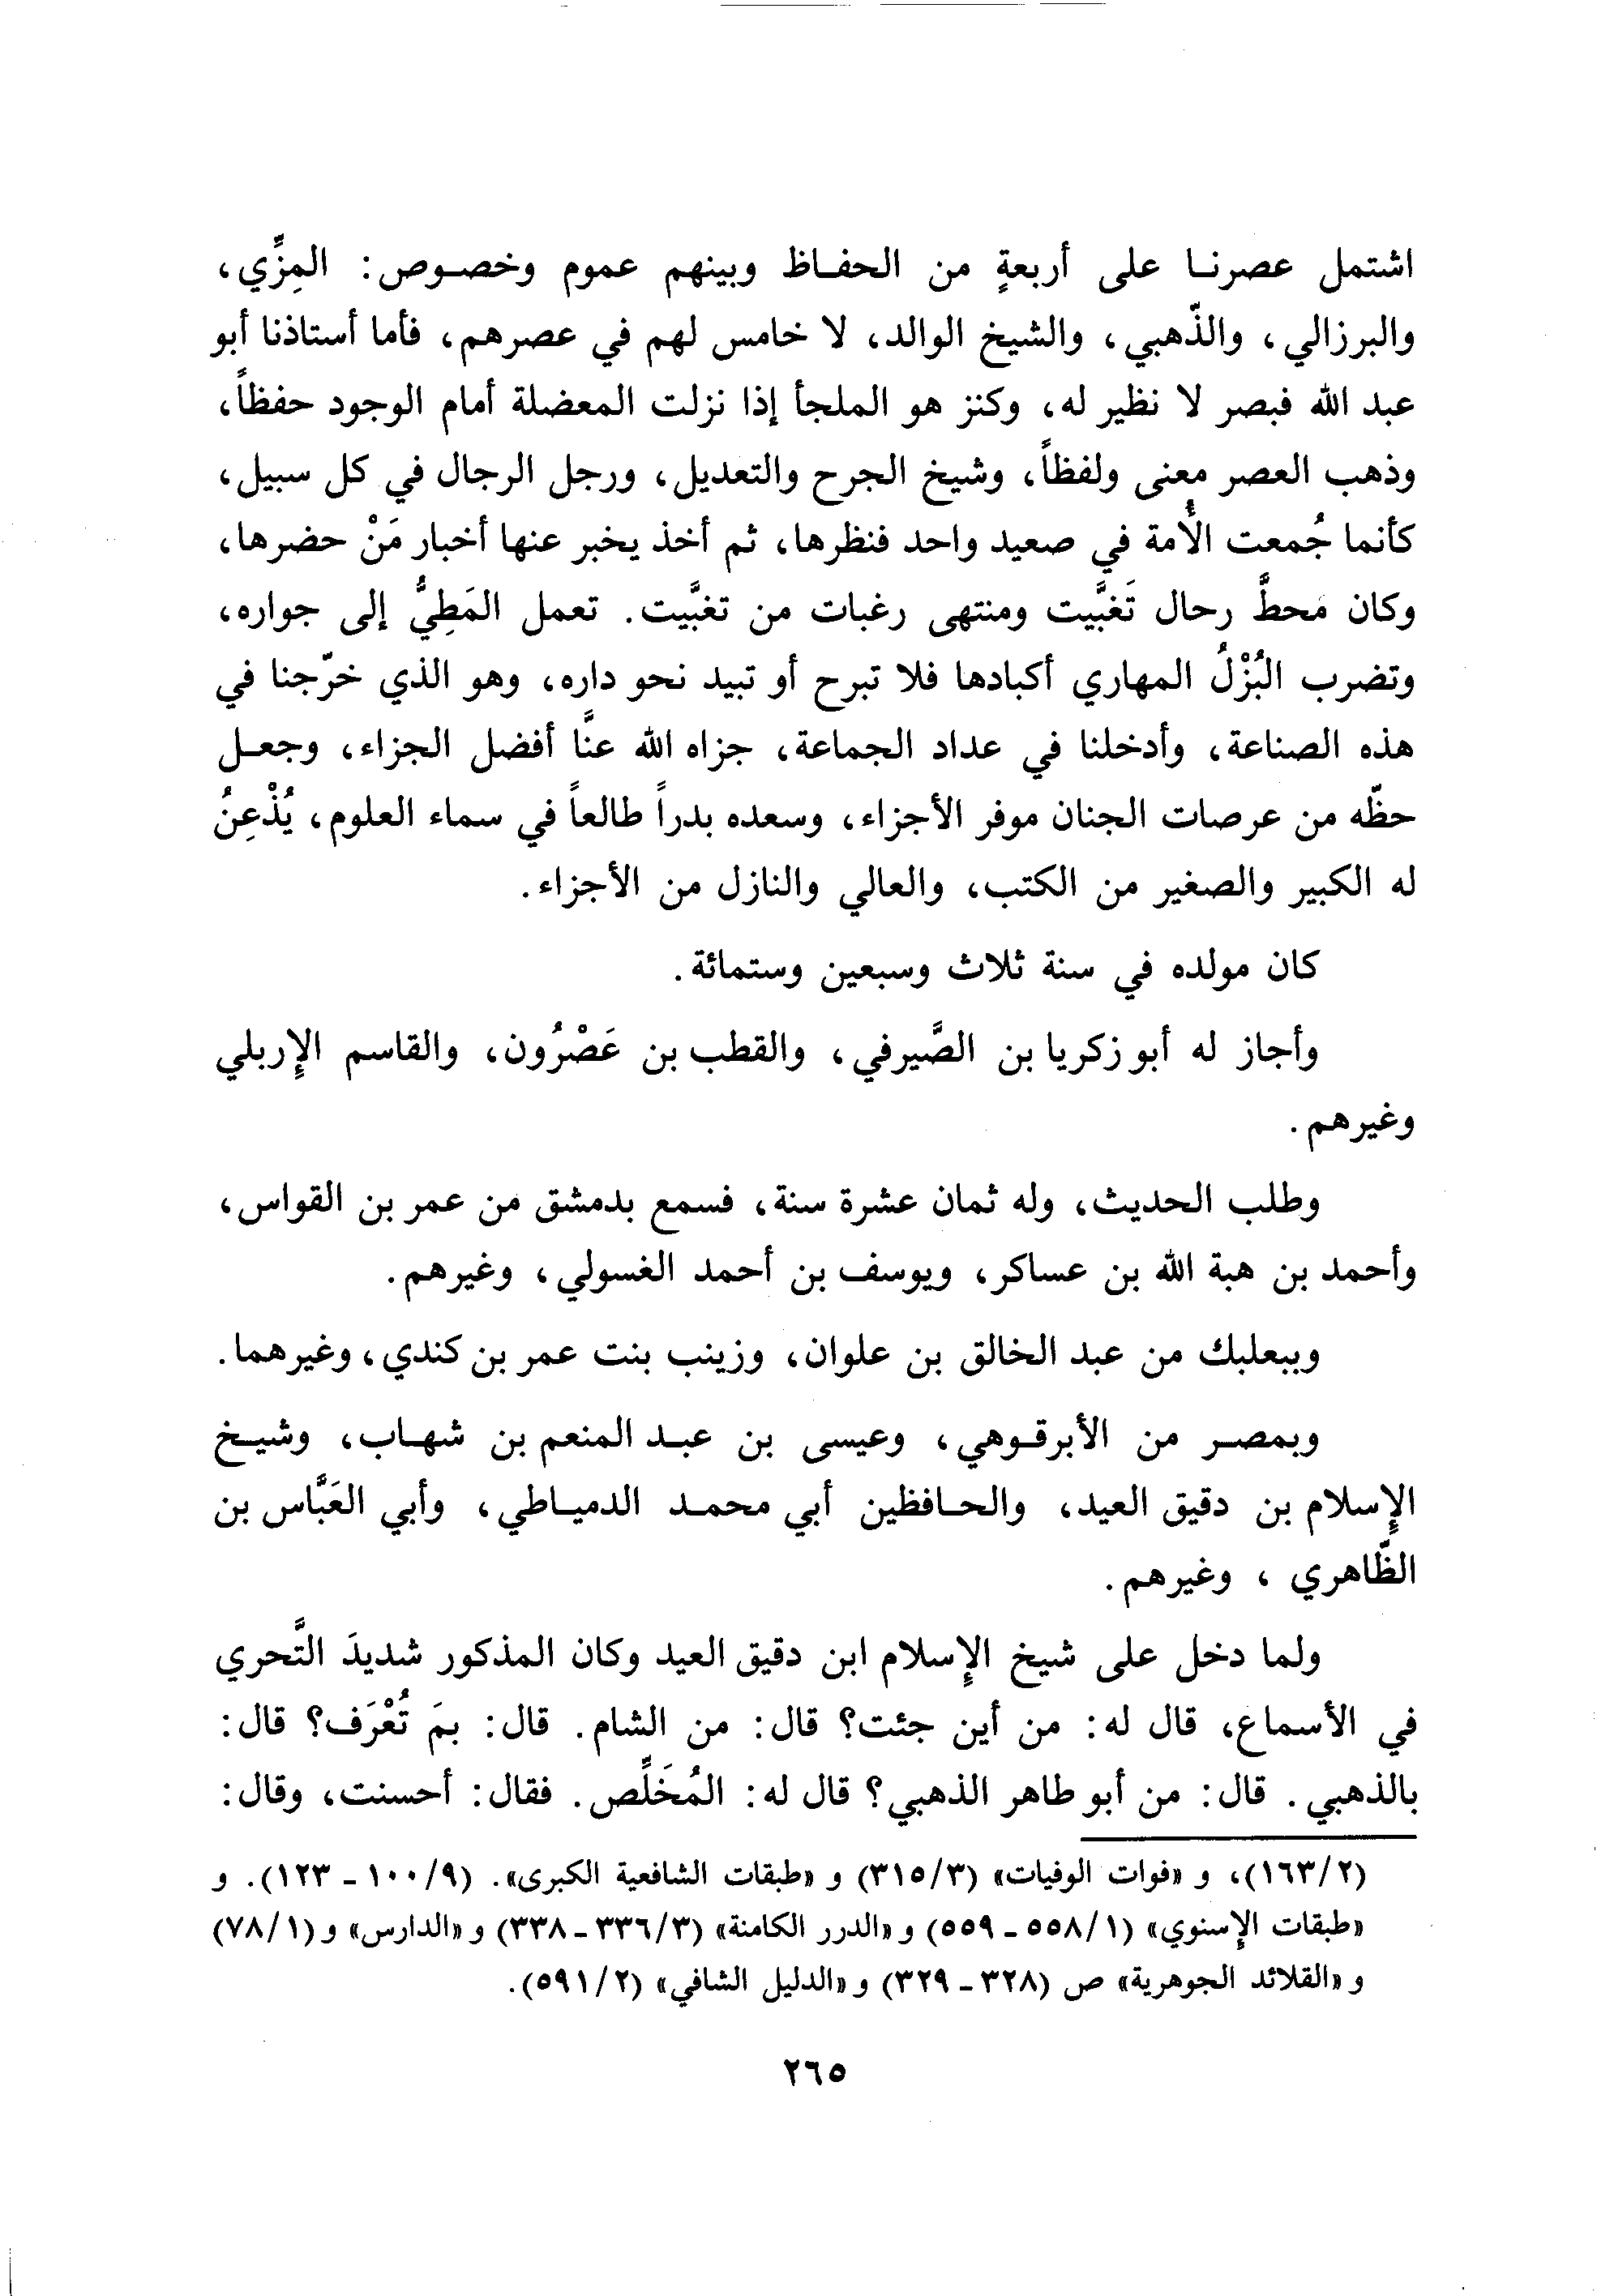 اشتمل عصرنا على أربعةٍ من الحفاظ وبينهم عموم وخصوص: المِزِّي،
والبرزالي، والذّهبي، والشيخ الوالد، لا خامس لهم في عصرهم، فأما أستاذنا أبو
عبد الله فبصر لا نظير له، وكنز هو الملجأ إذا نزلت المعضلة أمام الوجود حفظاً،
وذهب العصر معنى ولفظاً، وشيخ الجرح والتعديل، ورجل الرجال في كل سبيل،
كأنما جُمعت الأُمة في صعيد واحد فنظرها، ثم أخذ يخبر عنها أخبار مَنْ حضرها،
وكان محطَّ رحال تَغبَّيت ومنتهى رغبات من تغبَّيت. تعمل المَطِيُّ إلى جواره،
وتضرب البُزْلُ المهاري أكبادها فلا تبرح أو تبيد نحو داره، وهو الذي خرّجنا في
هذه الصناعة، وأدخلنا في عداد الجماعة، جزاه الله عنَّا أفضل الجزاء، وجعل
حظّه من عرصات الجنان موفر الأجزاء، وسعده بدراً طالعاً في سماء العلوم، يُذْعِنُ
له الكبير والصغير من الكتب، والعالي والنازل من الأجزاء.
كان مولده في سنة ثلاث وسبعين وستمائة.
وأجاز له أبو زكريا بن الصَّيرفي، والقطب بن عَصْرُون، والقاسم الإربلي
وغيرهم.
وطلب الحديث، وله ثمان عشرة سنة، فسمع بدمشق من عمر بن القواس،
وأحمد بن هبة الله بن عساكر، ويوسف بن أحمد الغسولي، وغيرهم.
وببعلبك من عبد الخالق بن علوان، وزينب بنت عمر بن كندي، وغيرهما.
وبمصر من الأبرقوهي، وعيسى بن عبد المنعم بن شهاب، وشيخ
الإسلام بن دقيق العيد، والحافظين أبي محمد الدمياطي، وأبي العَبَّاس بن
الظّاهري، وغيرهم.
ولما دخل على شيخ الإسلام ابن دقيق العيد وكان المذكور شديدَ التَّحري
في الأسماع، قال له: من أين جئت؟ قال: من الشام. قال: بمَ تُعْرَف؟ قال:
بالذهبي. قال: من أبو طاهر الذهبي؟ قال له: المُخَلِّص. فقال: أحسنت، وقال:
(٢/ ١٦٣)، و «فوات الوفيات» (٣/ ٣١٥) و «طبقات الشافعية الكبرى». (٩/ ١٠٠ - ١٢٣). و
«طبقات الإسنوي» (١/ ٥٥٨ - ٥٥٩) و «الدرر الكامنة» (٣/ ٣٣٦ - ٣٣٨) و «الدارس» و (١/ ٧٨)
و «القلائد الجوهرية» ص (٣٢٨ - ٣٢٩) و «الدليل الشافي» (٢/ ٥٩١).
٢٦٥